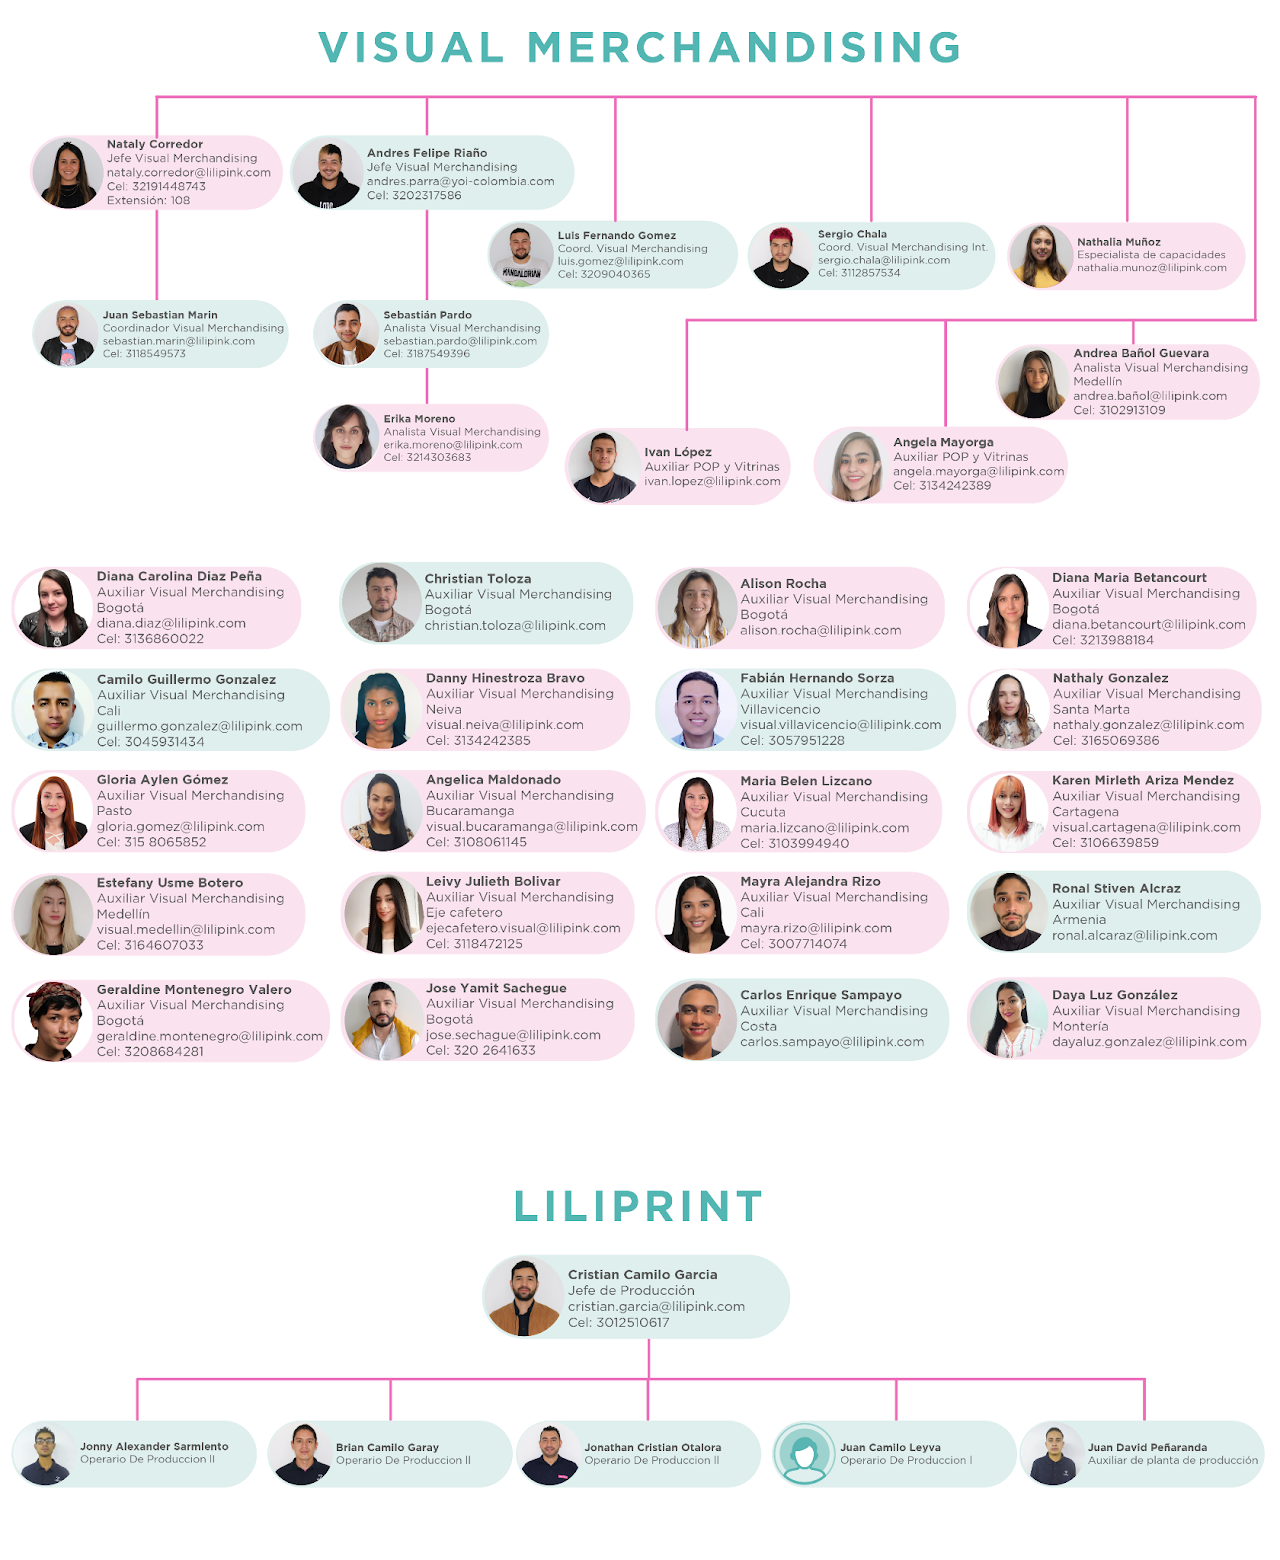 VISUAL MERCHANDISING
Nataly Corredor
Jefe Visual Merchandising
nataly.corredor@lilipink.com
Cel: 32191448743
Extensión: 108
Andres Felipe Riaño
Jefe Visual Merchandising
andres.parra@yoi-colombia.com
Cel: 3202317586
Luis Fernando Gomez
Coord. Visual Merchandising
luis.gomez@lilipink.com
Cel: 3209040365
Sergio Chala
Coord. Visual Merchandising Int.
sergio.chala@lilipink.com
Cel: 3112857534
Nathalia Muñoz
Especialista de capacidades
nathalia.munoz@lilipink.com
Juan Sebastian Marin
Coordinador Visual Merchandising
sebastian.marin@lilipink.com
Cel: 3118549573
Sebastián Pardo
Analista Visual Merchandising
sebastian.pardo@lilipink.com
Cel: 3187549396
Andrea Bañol Guevara
Analista Visual Merchandising
Medellín
andrea.bañol@lilipink.com
Cel: 3102913109
Erika Moreno
Analista Visual Merchandising
erika.moreno@lilipink.com
Cel: 3214303683
Ivan López
Auxiliar POP y Vitrinas
ivan.lopez@lilipink.com
Angela Mayorga
Auxiliar POP y Vitrinas
angela.mayorga@lilipink.com
Cel: 3134242389
Diana Carolina Diaz Peña
Auxiliar Visual Merchandising
Bogotá
diana.diaz@lilipink.com
Cel: 3136860022
Christian Toloza
Auxiliar Visual Merchandising
Bogotá
christian.toloza@lilipink.com
Alison Rocha
Auxiliar Visual Merchandising
Bogotá
alison.rocha@lilipink.com
Diana Maria Betancourt
Auxiliar Visual Merchandising
Bogotá
diana.betancourt@lilipink.com
Cel: 3213988184
Camilo Guillermo Gonzalez
Auxiliar Visual Merchandising
Cali
guillermo.gonzalez@lilipink.com
Cel: 3045931434
Danny Hinestroza Bravo
Auxiliar Visual Merchandising
Neiva
visual.neiva@lilipink.com
Cel: 3134242385
Fabián Hernando Sorza
Auxiliar Visual Merchandising
Villavicencio
visual.villavicencio@lilipink.com
Cel: 3057951228
Nathaly Gonzalez
Auxiliar Visual Merchandising
Santa Marta
nathaly.gonzalez@lilipink.com
Cel: 3165069386
Gloria Aylen Gómez
Auxiliar Visual Merchandising
Pasto
gloria.gomez@lilipink.com
Cel: 315 8065852
Angelica Maldonado
Auxiliar Visual Merchandising
Bucaramanga
visual.bucaramanga@lilipink.com
Cel: 3108061145
Maria Belen Lizcano
Auxiliar Visual Merchandising
Cucuta
maria.lizcano@lilipink.com
Cel: 3103994940
Karen Mirleth Ariza Mendez
Auxiliar Visual Merchandising
Cartagena
visual.cartagena@lilipink.com
Cel: 3106639859
Estefany Usme Botero
Auxiliar Visual Merchandising
Medellín
visual.medellin@lilipink.com
Cel: 3164607033
Leivy Julieth Bolivar
Auxiliar Visual Merchandising
Eje cafetero
ejecafetero.visual@lilipink.com
Cel: 3118472125
Mayra Alejandra Rizo
Auxiliar Visual Merchandising
Cali
mayra.rizo@lilipink.com
Cel: 3007714074
Ronal Stiven Alcraz
Auxiliar Visual Merchandising
Armenia
ronal.alcaraz@lilipink.com
Geraldine Montenegro Valero
Auxiliar Visual Merchandising
Bogotá
geraldine.montenegro@lilipink.com
Cel: 3208684281
Jose Yamit Sachegue
Auxiliar Visual Merchandising
Bogotá
jose.sechague@lilipink.com
Cel: 320 2641633
Carlos Enrique Sampayo
Auxiliar Visual Merchandising
Costa
carlos.sampayo@lilipink.com
Daya Luz González
Auxiliar Visual Merchandising
Montería
dayaluz.gonzalez@lilipink.com
LILIPRINT
Cristian Camilo Garcia
Jefe de Producción
cristian.garcia@lilipink.com
Cel: 3012510617
Jonny Alexander Sarmiento
Operario De Produccion II
Brian Camilo Garay
Operario De Produccion II
Jonathan Cristian Otalora
Operario De Produccion II
Juan Camilo Leyva
Operario De Produccion I
Juan David Peñaranda
Auxiliar de planta de producción